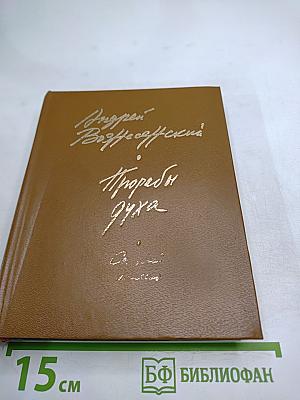 Андрей
Вознесенский
Прорабы
духа
15 см
БФ БИБЛИОФАН